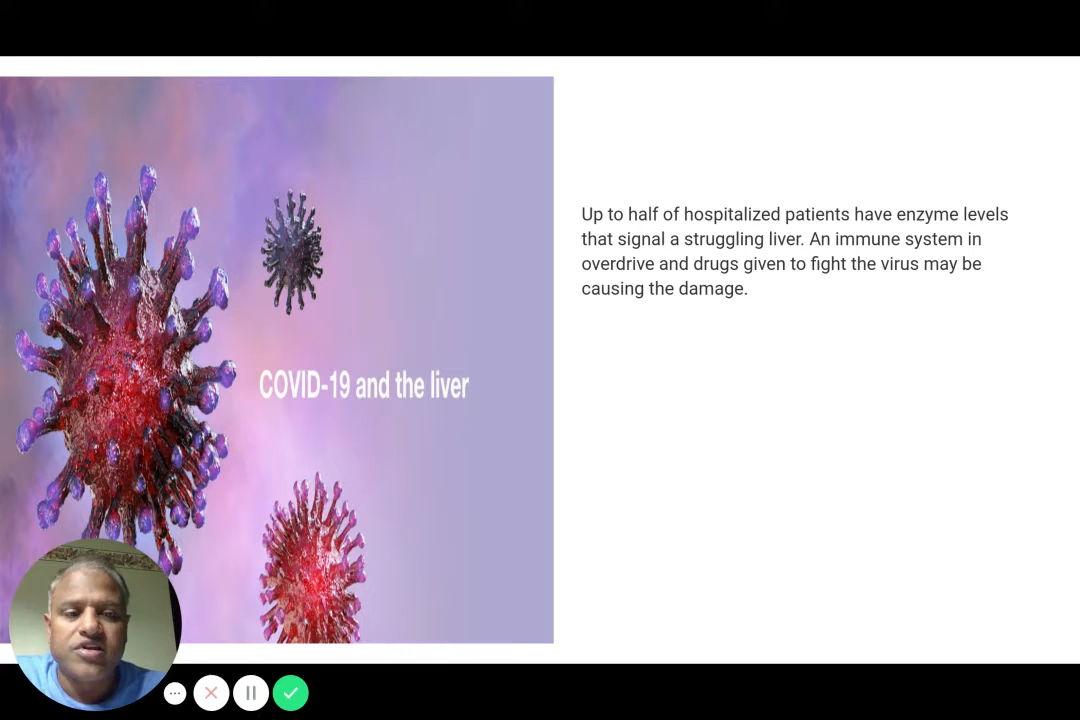 COVID-19 and the liver
Up to half of hospitalized patients have enzyme levels
that signal a struggling liver. An immune system in
overdrive and drugs given to fight the virus may be
causing the damage.